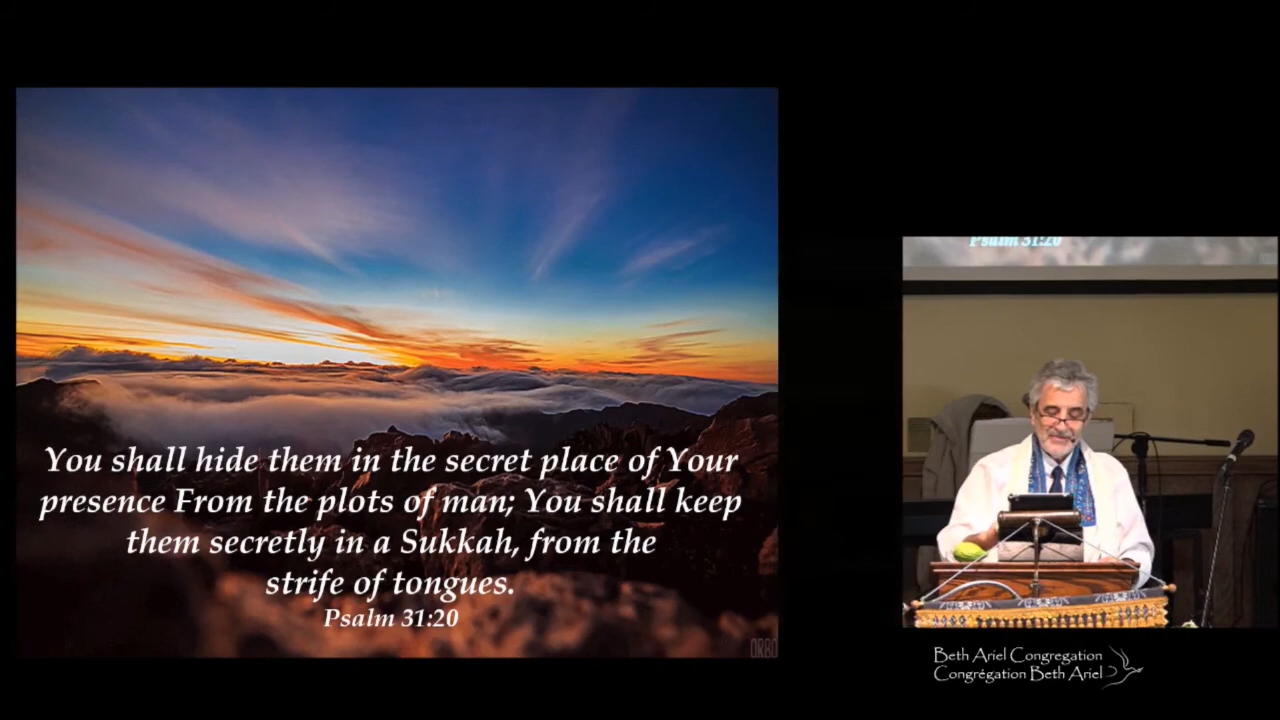 You shall hide them in the secret place of Your
presence From the plots of man; You shall keep
them secretly in a Sukkah, from the
strife of tongues.
Psalm 31:20
ORBO
Psalm 31:20
Beth Ariel Congregation
Congrégation Beth Ariel